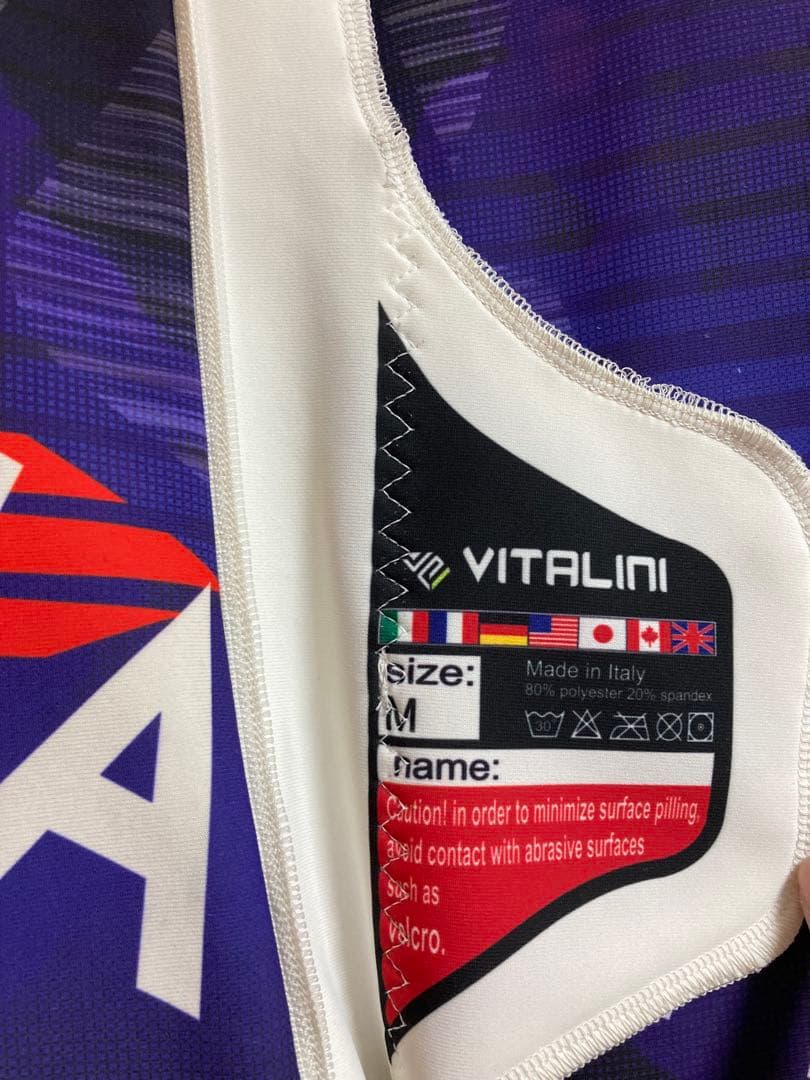 VITALINI
size:
M
Made in Italy
80% polyester 20% spandex
30°
name:
Caution! in order to minimize surface pilling,
avoid contact with abrasive surfaces
such as
velcro.
A